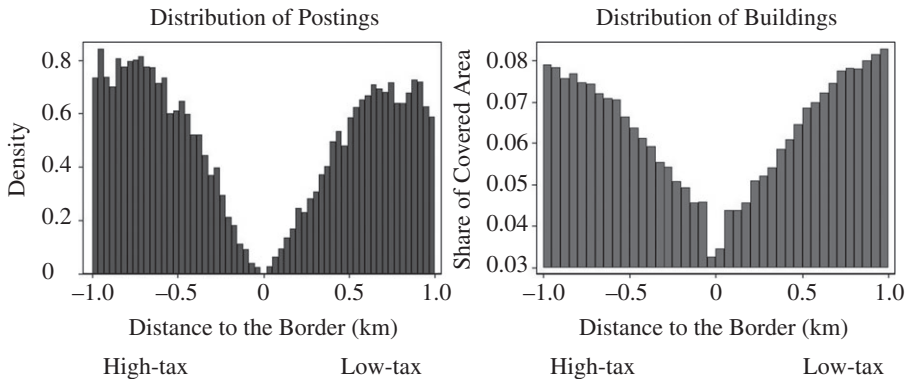 Distribution of Postings
Density
0.8
0.6
0.4
0.2
0
−1.0 −0.5 0 0.5 1.0
Distance to the Border (km)
High-tax Low-tax
Distribution of Buildings
Share of Covered Area
0.08
0.07
0.06
0.05
0.04
0.03
−1.0 −0.5 0 0.5 1.0
Distance to the Border (km)
High-tax Low-tax